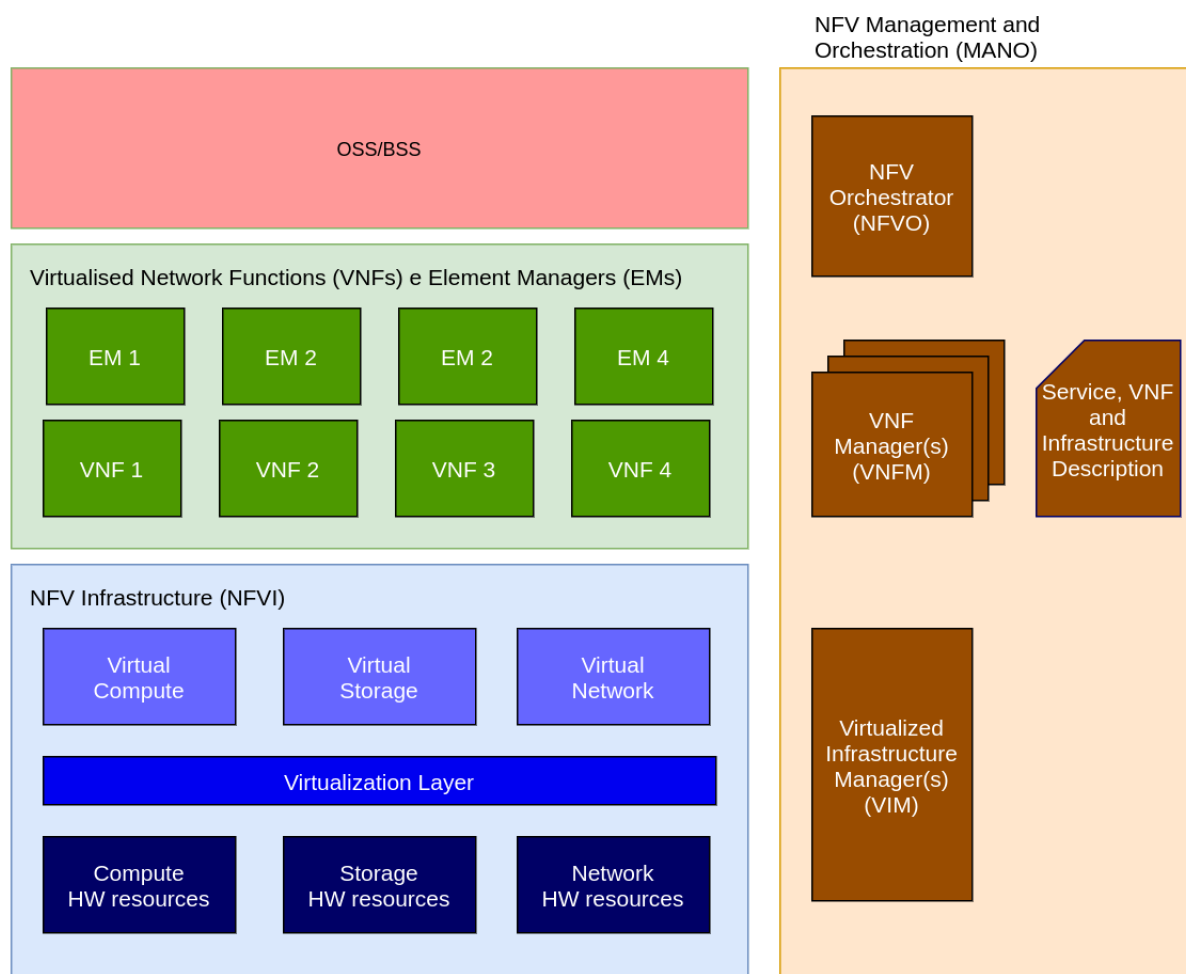 NFV Management and
Orchestration (MANO)
OSS/BSS
NFV
Orchestrator
(NFVO)
Virtualised Network Functions (VNFs) e Element Managers (EMs)
EM 1
EM 2
EM 2
EM 4
VNF 1
VNF 2
VNF 3
VNF 4
VNF
Manager(s)
(VNFM)
Service, VNF
and
Infrastructure
Description
NFV Infrastructure (NFVI)
Virtual
Compute
Virtual
Storage
Virtual
Network
Virtualization Layer
Compute
HW resources
Storage
HW resources
Network
HW resources
Virtualized
Infrastructure
Manager(s)
(VIM)